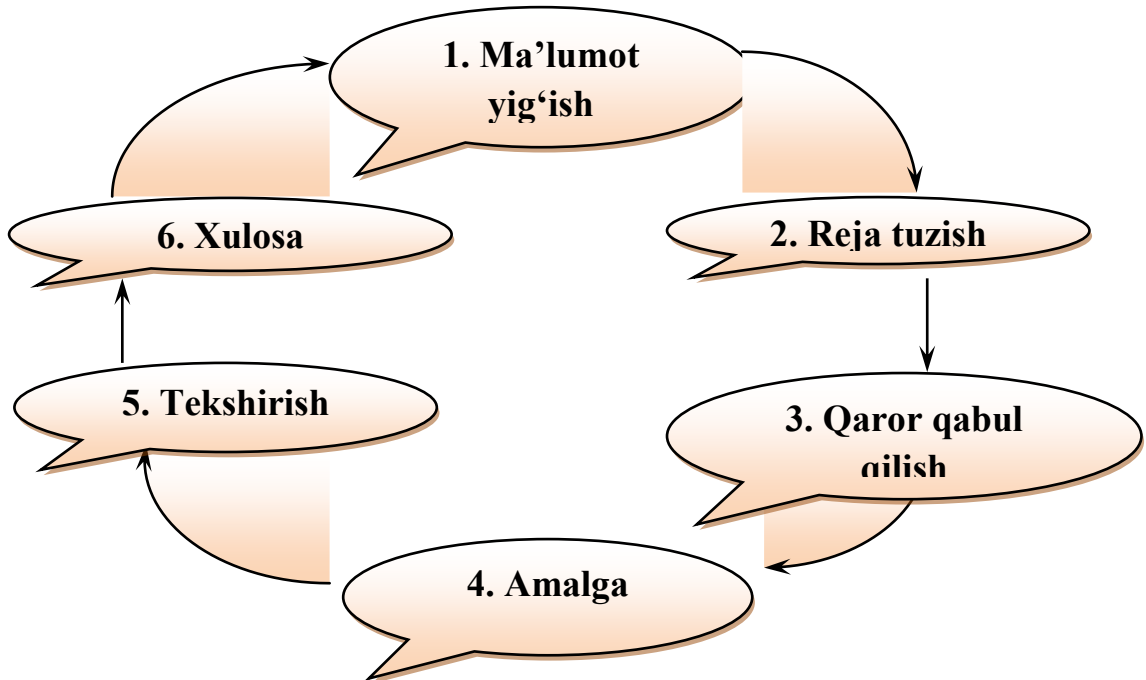 1. Ma’lumot
yig‘ish
2. Reja tuzish
3. Qaror qabul
qilish
4. Amalga
5. Tekshirish
6. Xulosa